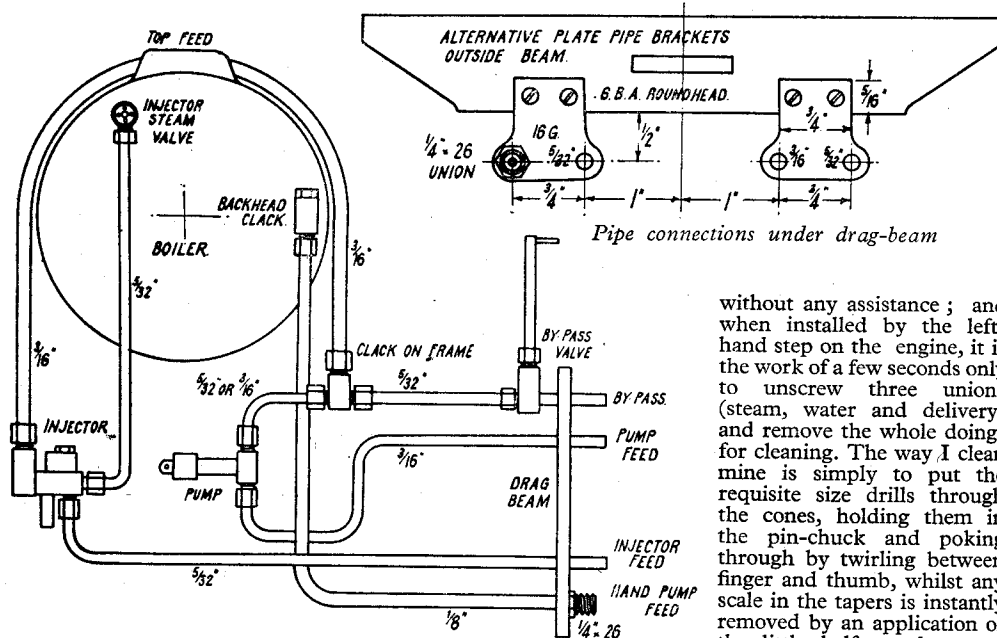 TOP FEED
INJECTOR
STEAM
VALVE
BACKHEAD
CLACK.
BOILER.
5/32"
3/16"
3/16"
INJECTOR
5/32" OR 3/16"
CLACK ON FRAME
5/32"
BY PASS
VALVE
BY PASS.
PUMP
FEED
3/16"
PUMP
DRAG
BEAM
INJECTOR
FEED
5/32"
HAND PUMP
FEED
1/8"
1/4" = 26
ALTERNATIVE PLATE PIPE BRACKETS
OUTSIDE BEAM.
.6.B.A. ROUNDHEAD.
16 G.
1/4" = 26
UNION
5/32"
1/2"
5/16"
3/4"
3/16"
5/32"
3/4"
1"
1"
3/4"
Pipe connections under drag-beam
without any assistance; and
when installed by the left
hand step on the engine, it i
the work of a few seconds only
to unscrew three union
(steam, water and delivery
and remove the whole doing
for cleaning. The way I clean
mine is simply to put the
requisite size drills through
the cones, holding them in
the pin-chuck and poking
through by twirling between
finger and thumb, whilst any
scale in the tapers is instantly
removed by an application o